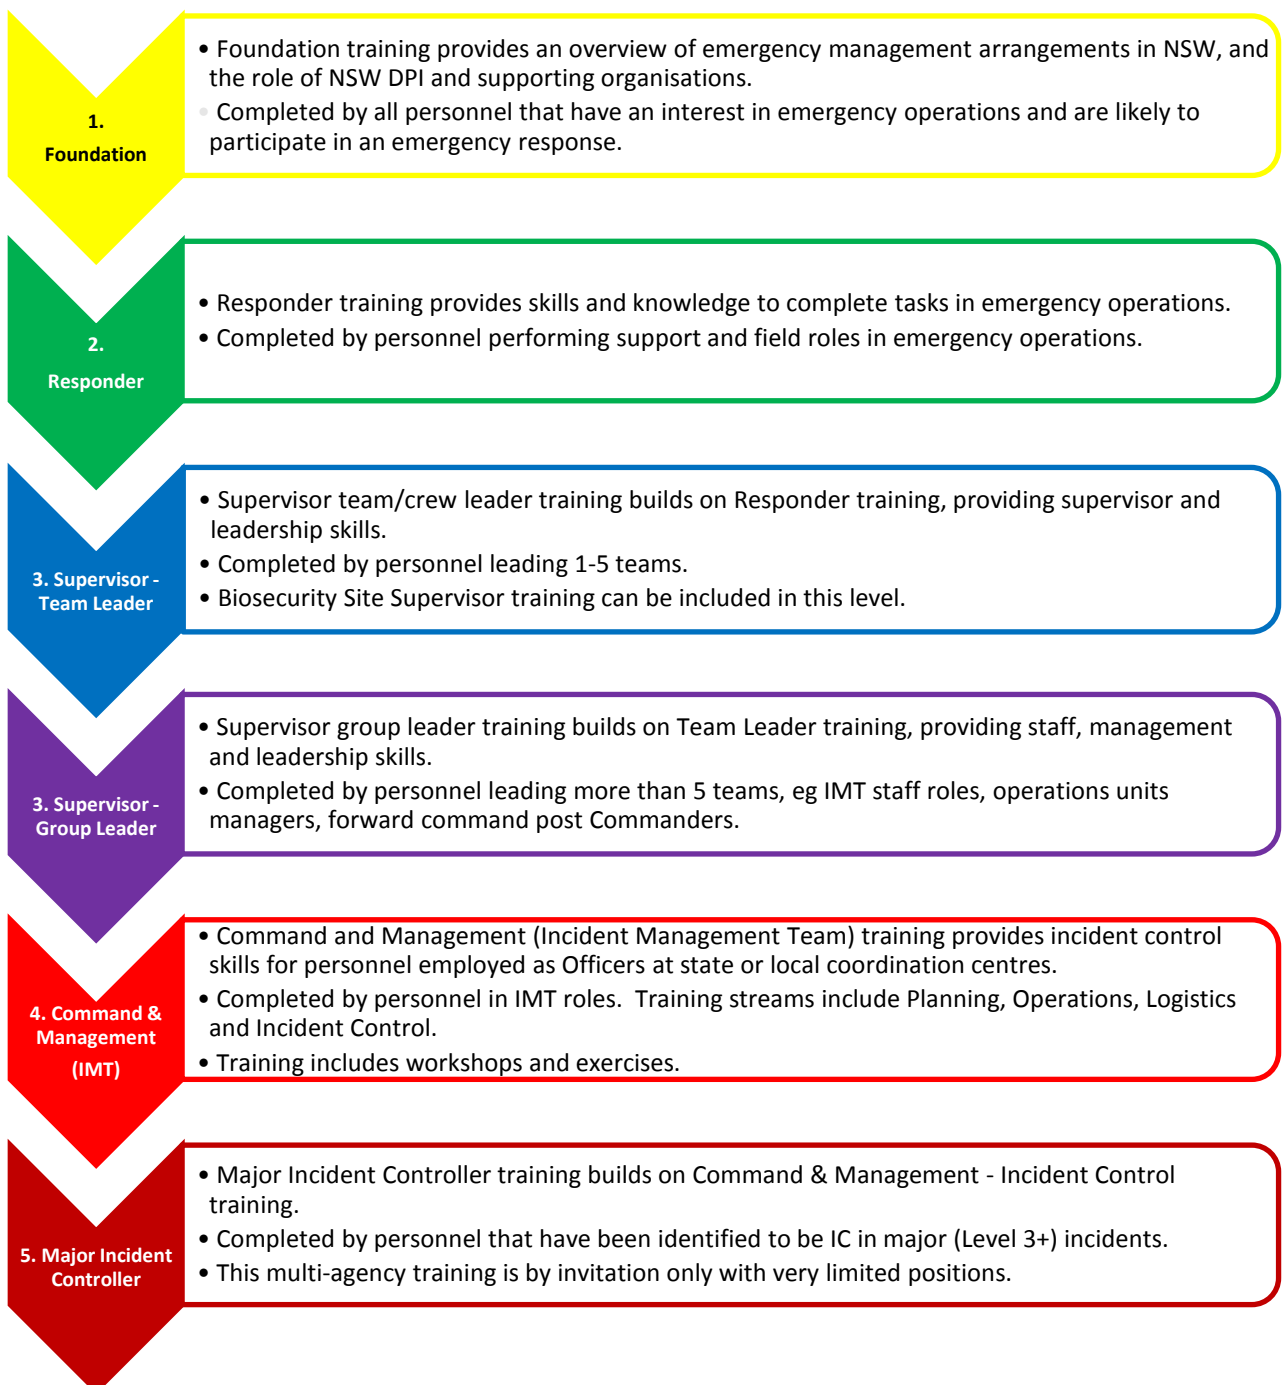 1.
Foundation
• Foundation training provides an overview of emergency management arrangements in NSW, and
the role of NSW DPI and supporting organisations.
• Completed by all personnel that have an interest in emergency operations and are likely to
participate in an emergency response.
2.
Responder
• Responder training provides skills and knowledge to complete tasks in emergency operations.
• Completed by personnel performing support and field roles in emergency operations.
3. Supervisor -
Team Leader
• Supervisor team/crew leader training builds on Responder training, providing supervisor and
leadership skills.
• Completed by personnel leading 1-5 teams.
• Biosecurity Site Supervisor training can be included in this level.
3. Supervisor -
Group Leader
• Supervisor group leader training builds on Team Leader training, providing staff, management
and leadership skills.
• Completed by personnel leading more than 5 teams, eg IMT staff roles, operations units
managers, forward command post Commanders.
4. Command &
Management
(IMT)
• Command and Management (Incident Management Team) training provides incident control
skills for personnel employed as Officers at state or local coordination centres.
• Completed by personnel in IMT roles.  Training streams include Planning, Operations, Logistics
and Incident Control.
• Training includes workshops and exercises.
5. Major Incident
Controller
• Major Incident Controller training builds on Command & Management - Incident Control
training.
• Completed by personnel that have been identified to be IC in major (Level 3+) incidents.
• This multi-agency training is by invitation only with very limited positions.